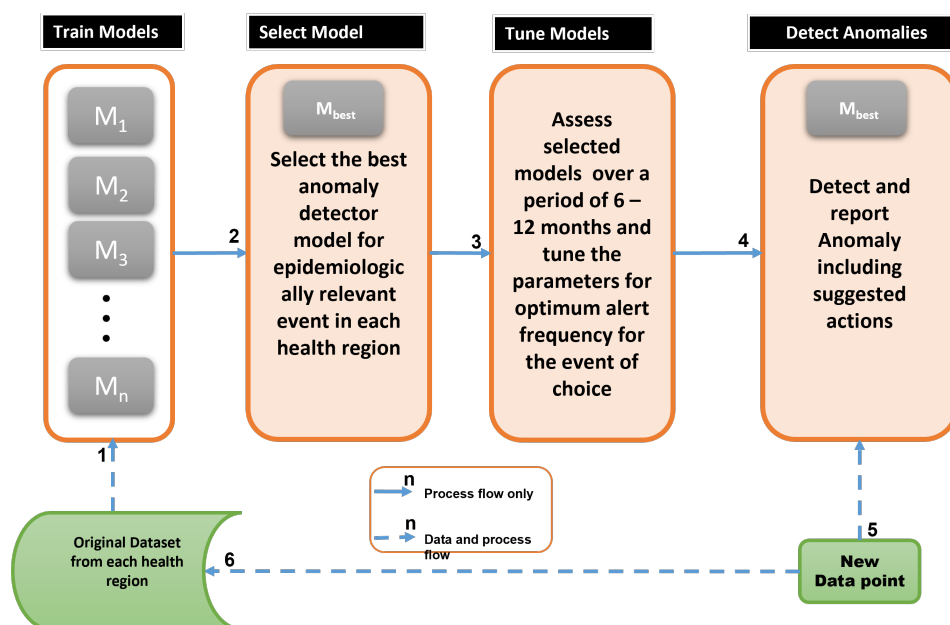 Train Models
Select Model
Tune Models
Detect Anomalies
M1
M2
M3
Mn
Mbest
Select the best
anomaly
detector
model for
epidemiologic
ally relevant
event in each
health region
Assess
selected
models over a
period of 6 –
12 months and
tune the
parameters for
optimum alert
frequency for
the event of
choice
Mbest
Detect and
report
Anomaly
including
suggested
actions
1
2
3
4
5
6
n
Process flow only
n
Data and process
flow
Original Dataset
from each health
region
New
Data point